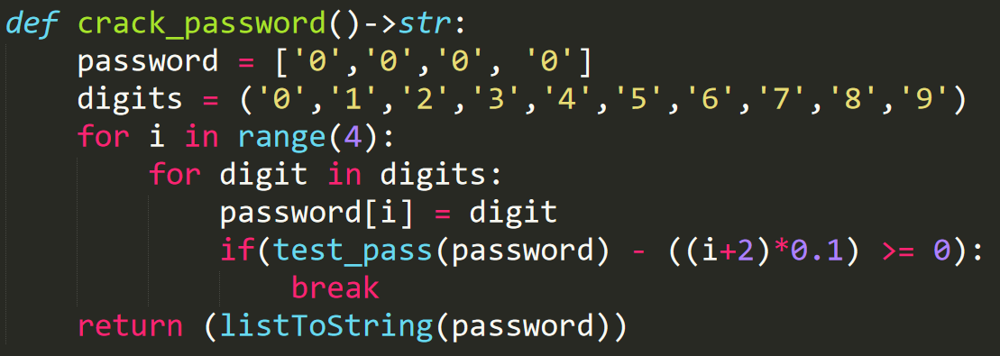 def crack_password()->str:
    password = ['0','0','0', '0']
    digits = ('0','1','2','3','4','5','6','7','8','9')
    for i in range(4):
        for digit in digits:
            password[i] = digit
            if(test_pass(password) - ((i+2)*0.1) >= 0):
                break
    return (listToString(password))